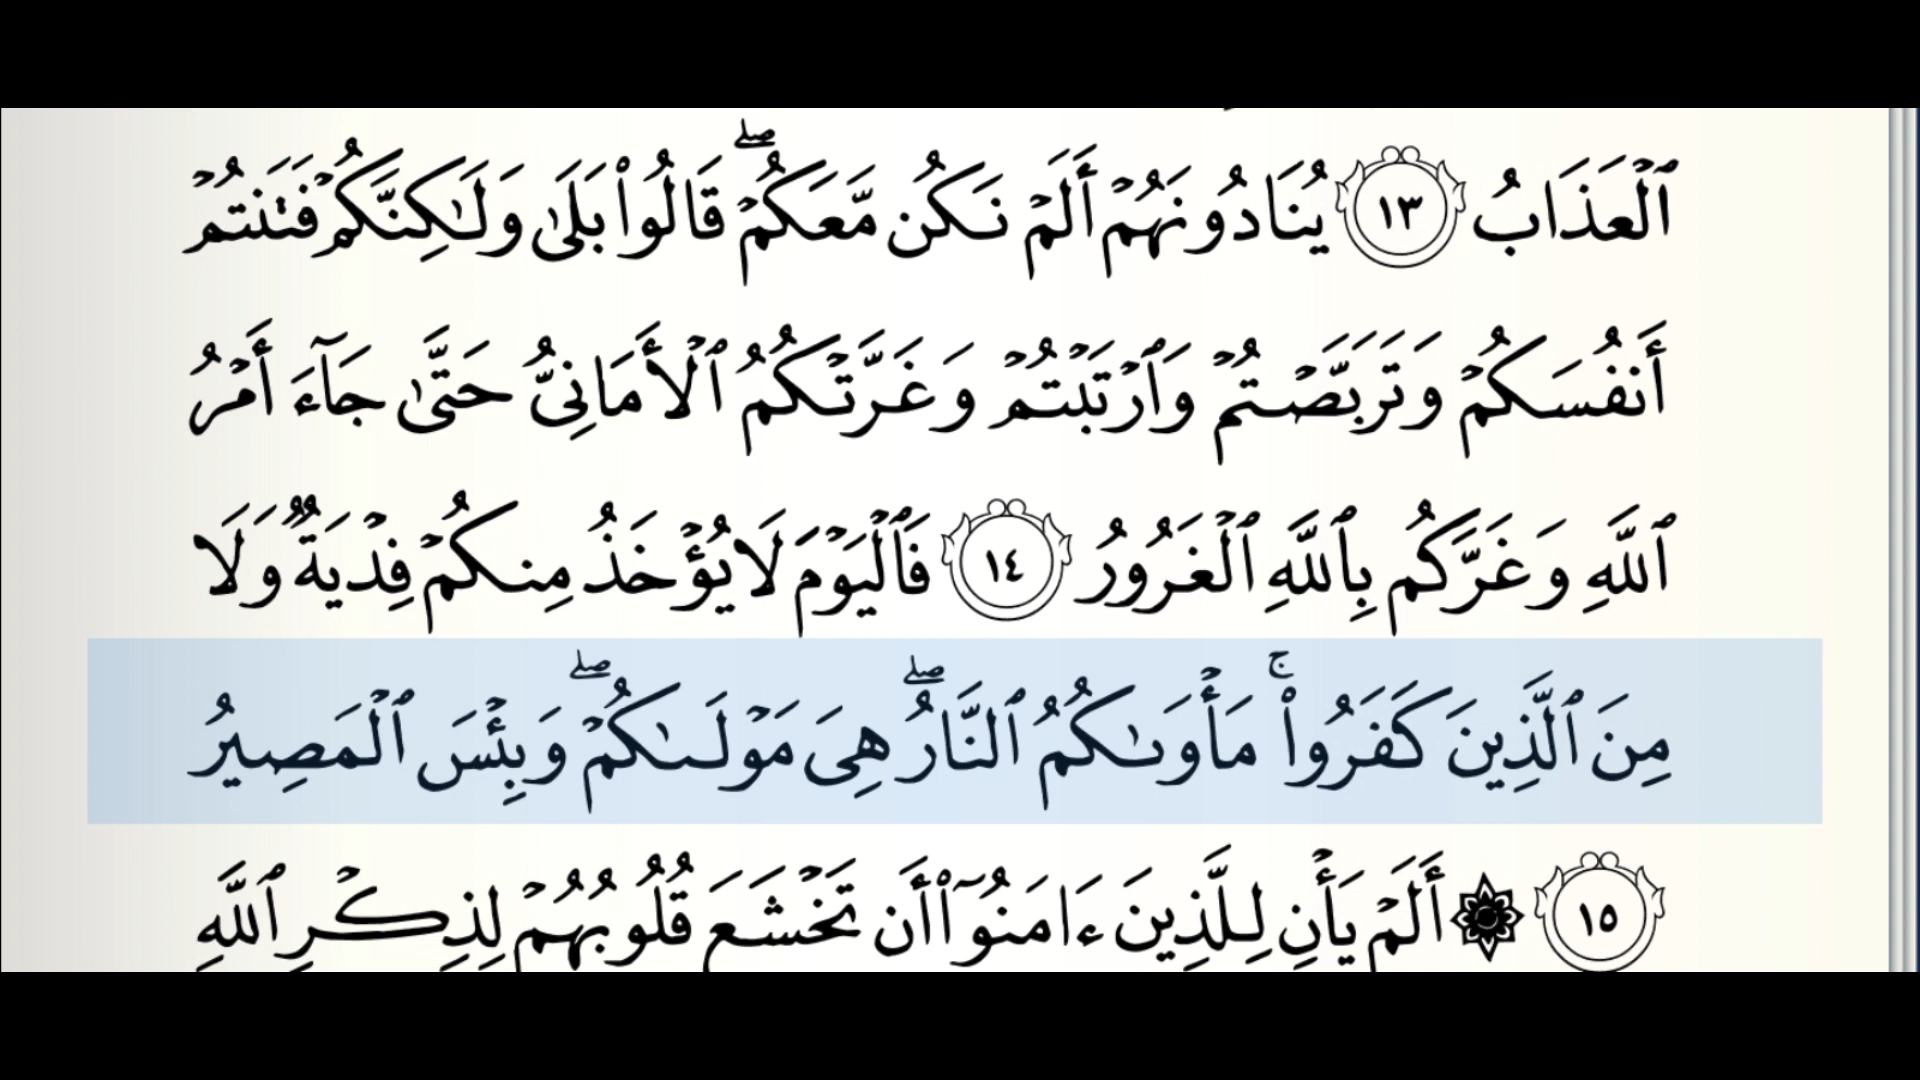 ٱلْعَذَابُ ١٣ يُنَادُونَهُمْ أَلَمْ نَكُن مَّعَكُمْ ۖ قَالُوا۟ بَلَىٰ وَلَـٰكِنَّكُمْ فَتَنتُمْ
أَنفُسَكُمْ وَتَرَبَّصْتُمْ وَٱرْتَبْتُمْ وَغَرَّتْكُمُ ٱلْأَمَانِىُّ حَتَّىٰ جَآءَ أَمْرُ
ٱللَّهِ وَغَرَّكُم بِٱللَّهِ ٱلْغَرُورُ ١٤ فَٱلْيَوْمَ لَا يُؤْخَذُ مِنكُمْ فِدْيَةٌ وَلَا
مِنَ ٱلَّذِينَ كَفَرُوا۟ ۚ مَأْوَىٰكُمُ ٱلنَّارُ ۖ هِىَ مَوْلَىٰكُمْ ۖ وَبِئْسَ ٱلْمَصِيرُ
١٥ ۞ أَلَمْ يَأْنِ لِلَّذِينَ ءَامَنُوٓا۟ أَن تَخْشَعَ قُلُوبُهُمْ لِذِكْرِ ٱللَّهِ